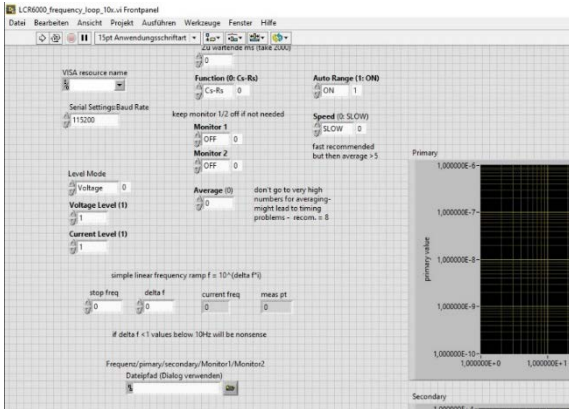 LCR6000_frequency_loop_10x.vi Frontpanel
Datei Bearbeiten Ansicht Projekt Ausführen Werkzeuge Fenster Hilfe
15pt Anwendungsschriftart
Zu wartende ms (take 2000)
0
VISA resource name
Function (0: Cs-Rs)
Cs-Rs 0
Auto Range (1: ON)
ON 1
Serial Settings:Baud Rate
115200
keep monitor 1/2 off if not needed
Monitor 1
OFF 0
Monitor 2
OFF 0
Speed (0: SLOW)
SLOW 0
fast recommended
but then average >5
Level Mode
Voltage 0
Voltage Level (1)
1
Current Level (1)
1
Average (0)
0
don't go to very high
numbers for averaging-
might lead to timing
problems - recom. = 8
simple linear frequency ramp f = 10^(delta f*i)
stop freq delta f current freq meas pt
0 0 0 0
if delta f <1 values below 10Hz will be nonsense
Frequenz/pimary/secondary/Monitor1/Monitor2
Dateipfad (Dialog verwenden)
Primary
primary value
1,000000E-6
1,000000E-7
1,000000E-8
1,000000E-9
1,000000E-10
1,000000E+0 1,000000E+1
Secondary